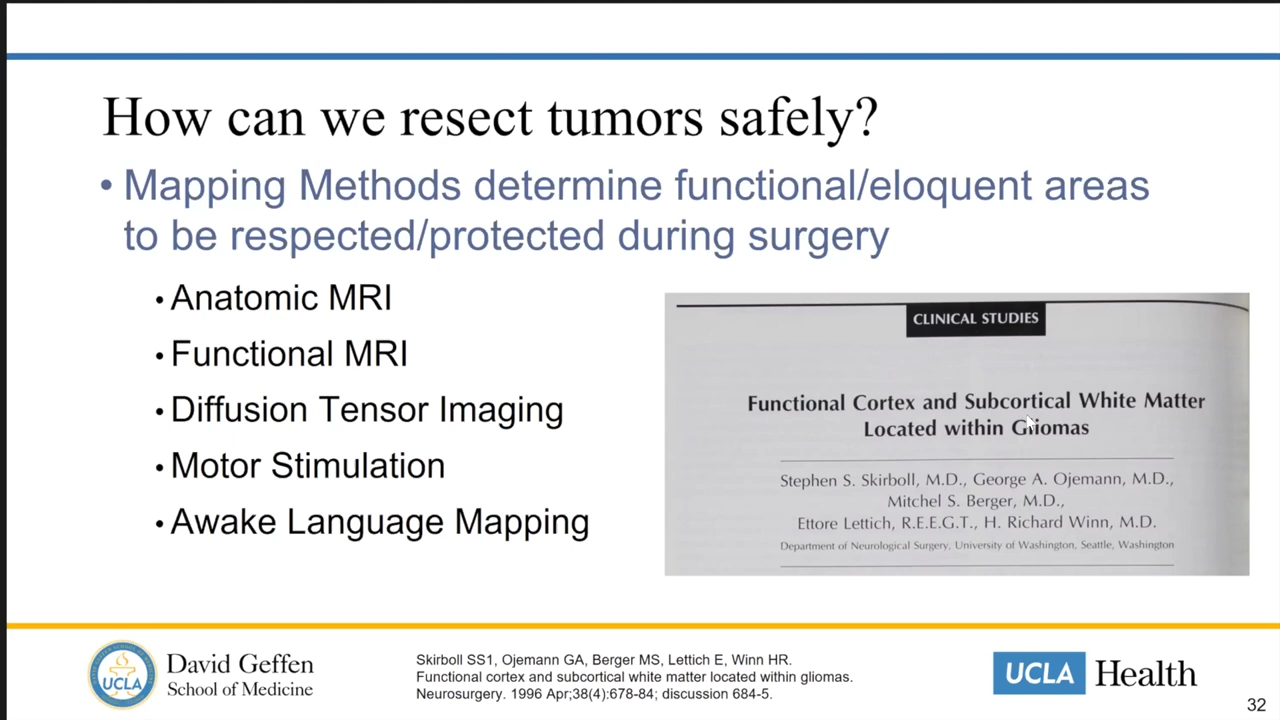 How can we resect tumors safely?
• Mapping Methods determine functional/eloquent areas
to be respected/protected during surgery
• Anatomic MRI
• Functional MRI
• Diffusion Tensor Imaging
• Motor Stimulation
• Awake Language Mapping
CLINICAL STUDIES
Functional Cortex and Subcortical White Matter
Located within Gliomas
Stephen S. Skirboll, M.D., George A. Ojemann, M.D.,
Mitchel S. Berger, M.D.,
Ettore Lettich, R.E.E.G.T., H. Richard Winn, M.D.
Department of Neurological Surgery, University of Washington, Seattle, Washington
UCLA
David Geffen
School of Medicine
Skirboll SS1, Ojemann GA, Berger MS, Lettich E, Winn HR.
Functional cortex and subcortical white matter located within gliomas.
Neurosurgery. 1996 Apr;38(4):678-84; discussion 684-5.
UCLA Health
32